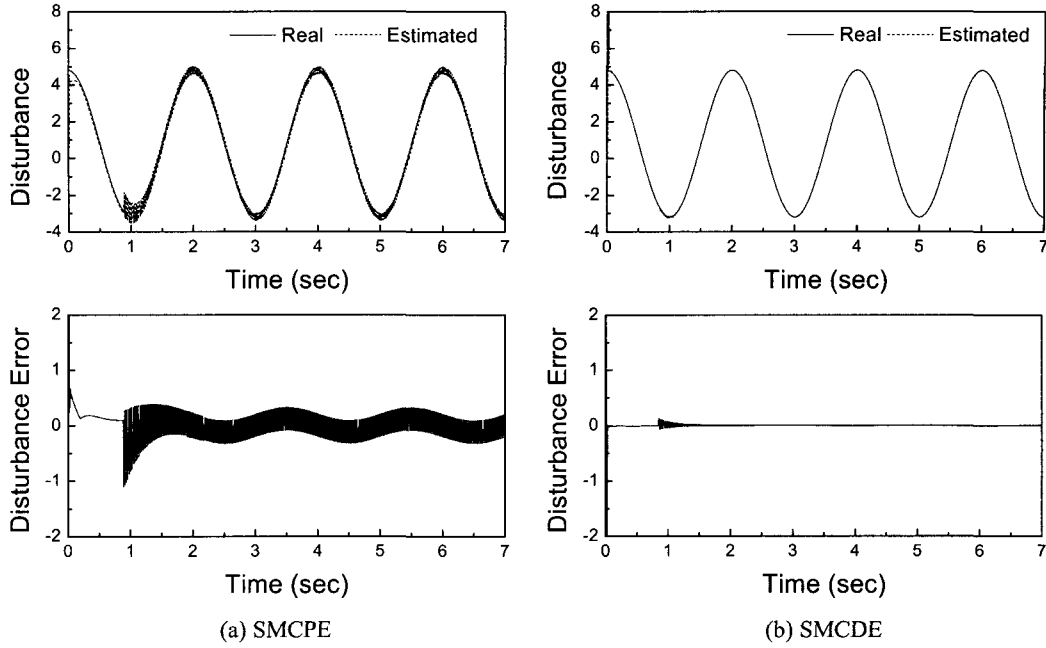 8
6
4
2
0
-2
-4
Disturbance
Real
Estimated
0 1 2 3 4 5 6 7
Time (sec)
8
6
4
2
0
-2
-4
Disturbance
Real
Estimated
0 1 2 3 4 5 6 7
Time (sec)
2
1
0
-1
-2
Disturbance Error
0 1 2 3 4 5 6 7
Time (sec)
(a) SMCPE
2
1
0
-1
-2
Disturbance Error
0 1 2 3 4 5 6 7
Time (sec)
(b) SMCDE